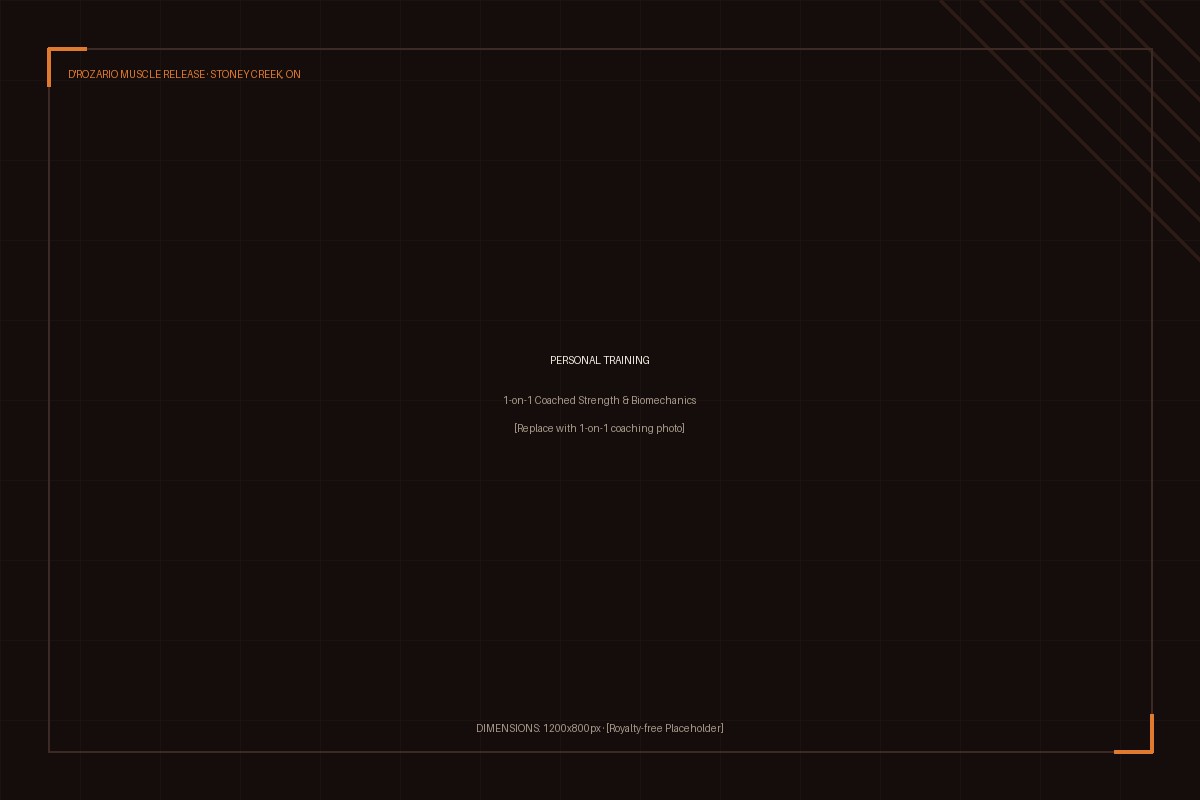 D'ROZARIO MUSCLE RELEASE · STONEY CREEK, ON
PERSONAL TRAINING
1-on-1 Coached Strength & Biomechanics
[Replace with 1-on-1 coaching photo]
DIMENSIONS: 1200x800px · [Royalty-free Placeholder]